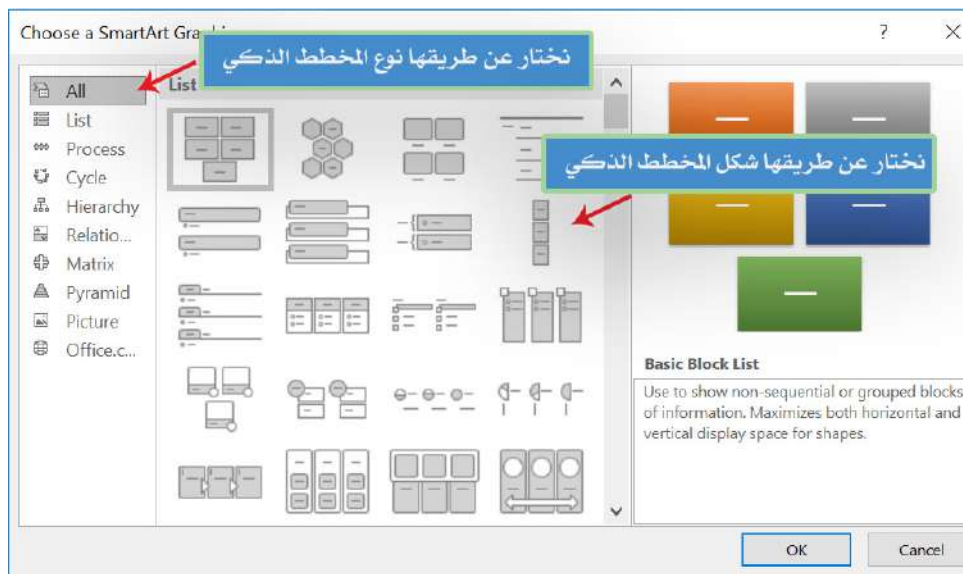 Choose a SmartArt Gra
نختار عن طريقها نوع المخطط الذكي
All
List
Process
Cycle
Hierarchy
Relatio...
Matrix
Pyramid
Picture
Office.c...
List
نختار عن طريقها شكل المخطط الذكي
Basic Block List
Use to show non-sequential or grouped blocks
of information. Maximizes both horizontal and
vertical display space for shapes.
OK
Cancel